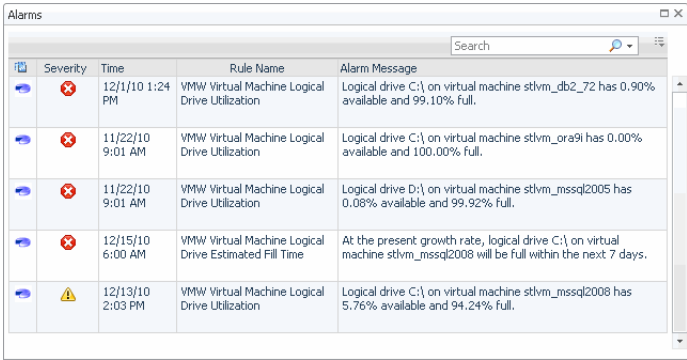 Alarms
Search
Severity Time Rule Name Alarm Message
12/1/10 1:24 PM
VMW Virtual Machine Logical Drive Utilization
Logical drive C:\ on virtual machine stlvm_db2_72 has 0.90% available and 99.10% full.
11/22/10 9:01 AM
VMW Virtual Machine Logical Drive Utilization
Logical drive C:\ on virtual machine stlvm_ora9i has 0.00% available and 100.00% full.
11/22/10 9:01 AM
VMW Virtual Machine Logical Drive Utilization
Logical drive D:\ on virtual machine stlvm_mssql2005 has 0.08% available and 99.92% full.
12/15/10 6:00 AM
VMW Virtual Machine Logical Drive Estimated Fill Time
At the present growth rate, logical drive C:\ on virtual machine stlvm_mssql2008 will be full within the next 7 days.
12/13/10 2:03 PM
VMW Virtual Machine Logical Drive Utilization
Logical drive C:\ on virtual machine stlvm_mssql2008 has 5.76% available and 94.24% full.